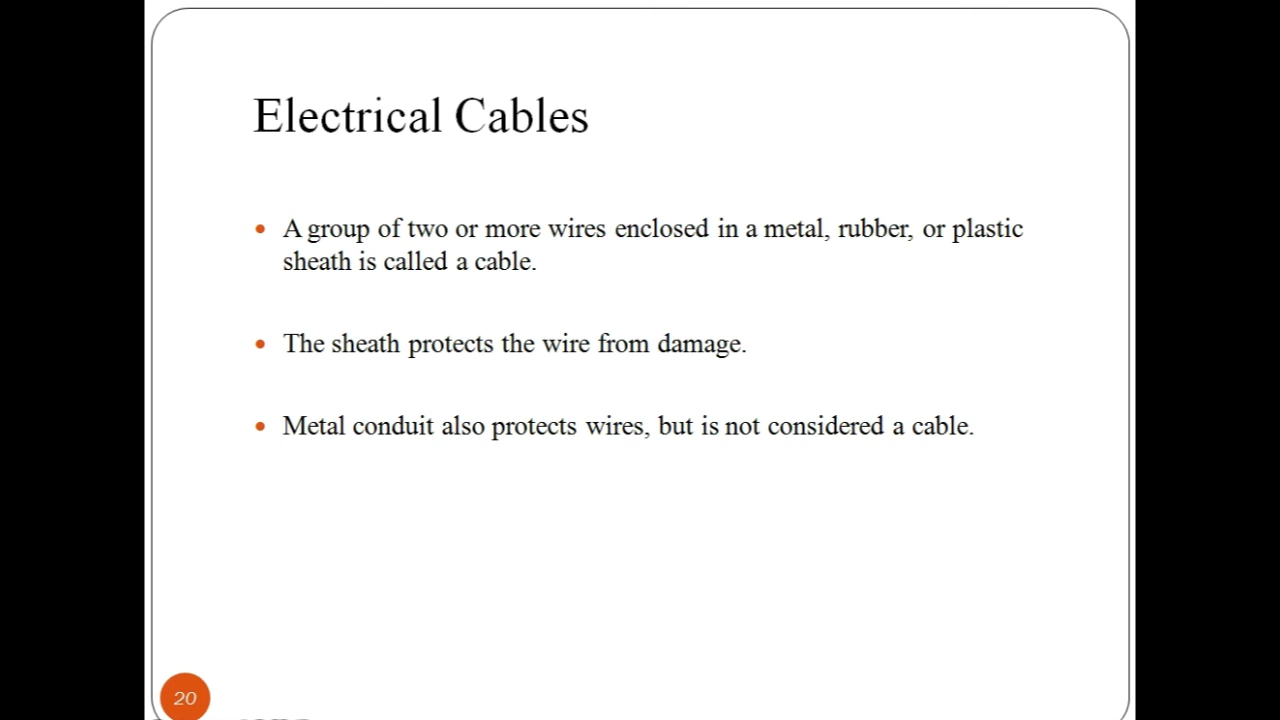 Electrical Cables
• A group of two or more wires enclosed in a metal, rubber, or plastic
sheath is called a cable.
• The sheath protects the wire from damage.
• Metal conduit also protects wires, but is not considered a cable.
20